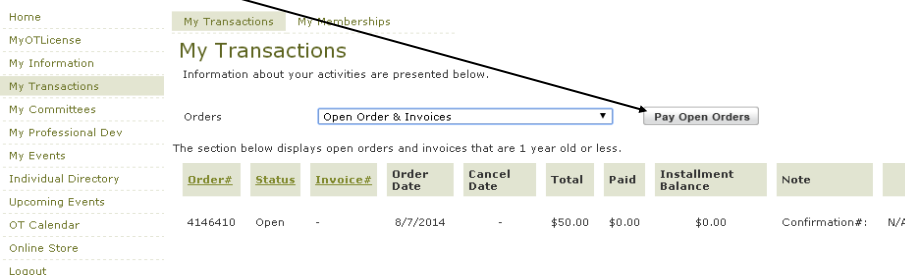 Home
MyOTLicense
My Information
My Transactions
My Committees
My Professional Dev
My Events
Individual Directory
Upcoming Events
OT Calendar
Online Store
Logout
My Transactions My Memberships
My Transactions
Information about your activities are presented below.
Orders Open Order & Invoices Pay Open Orders
The section below displays open orders and invoices that are 1 year old or less.
Order# Status Invoice# Order Date Cancel Date Total Paid Installment Balance Note
4146410 Open - 8/7/2014 - $50.00 $0.00 $0.00 Confirmation#: N/A